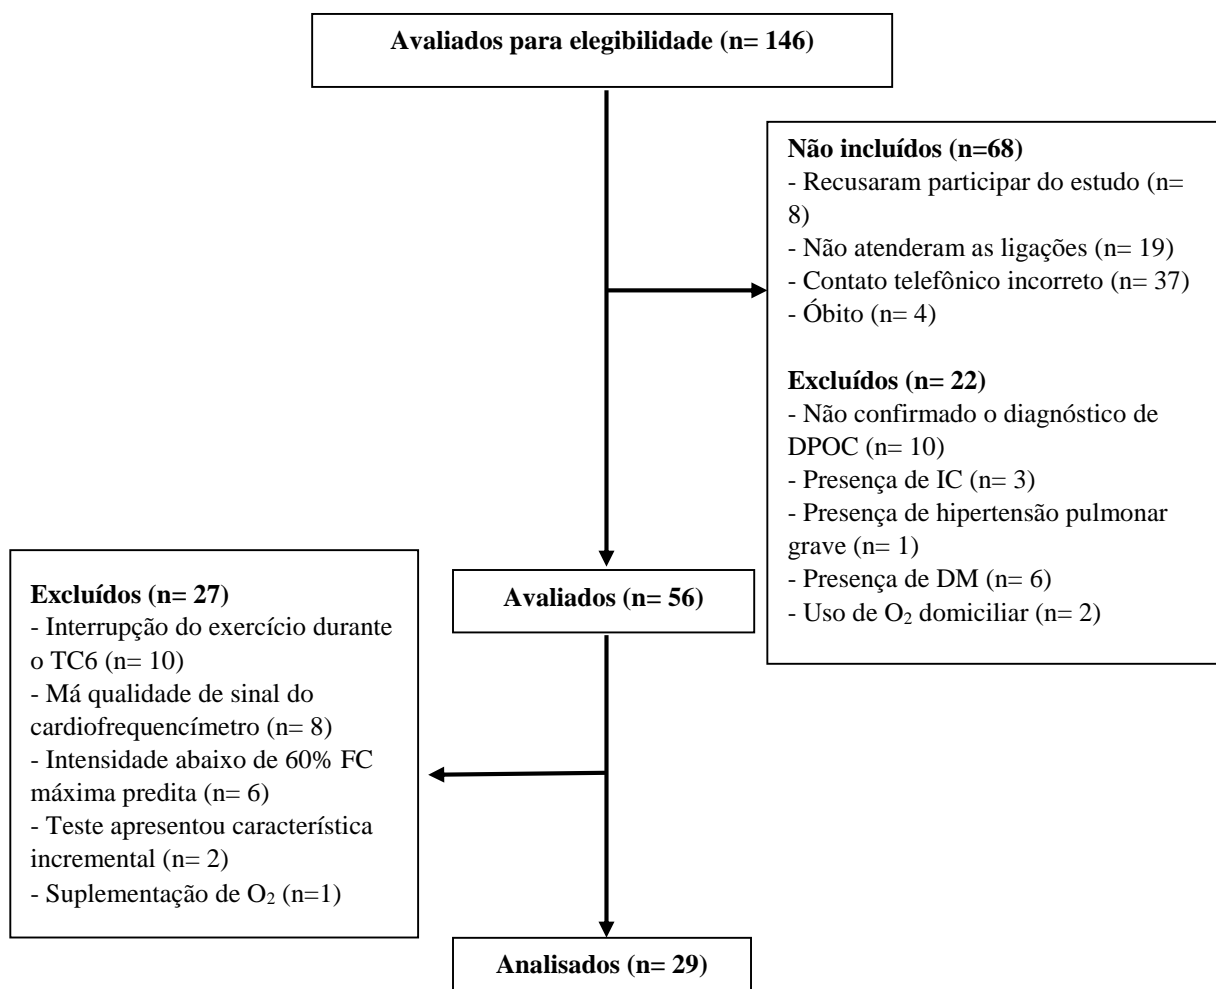 Avaliados para elegibilidade (n= 146)
Não incluídos (n=68)
- Recusaram participar do estudo (n=
8)
- Não atenderam as ligações (n= 19)
- Contato telefônico incorreto (n= 37)
- Óbito (n= 4)
Excluídos (n= 22)
- Não confirmado o diagnóstico de
DPOC (n= 10)
- Presença de IC (n= 3)
- Presença de hipertensão pulmonar
grave (n= 1)
- Presença de DM (n= 6)
- Uso de O₂ domiciliar (n= 2)
Avaliados (n= 56)
Excluídos (n= 27)
- Interrupção do exercício durante
o TC6 (n= 10)
- Má qualidade de sinal do
cardiofrequencímetro (n= 8)
- Intensidade abaixo de 60% FC
máxima predita (n= 6)
- Teste apresentou característica
incremental (n= 2)
- Suplementação de O₂ (n=1)
Analisados (n= 29)